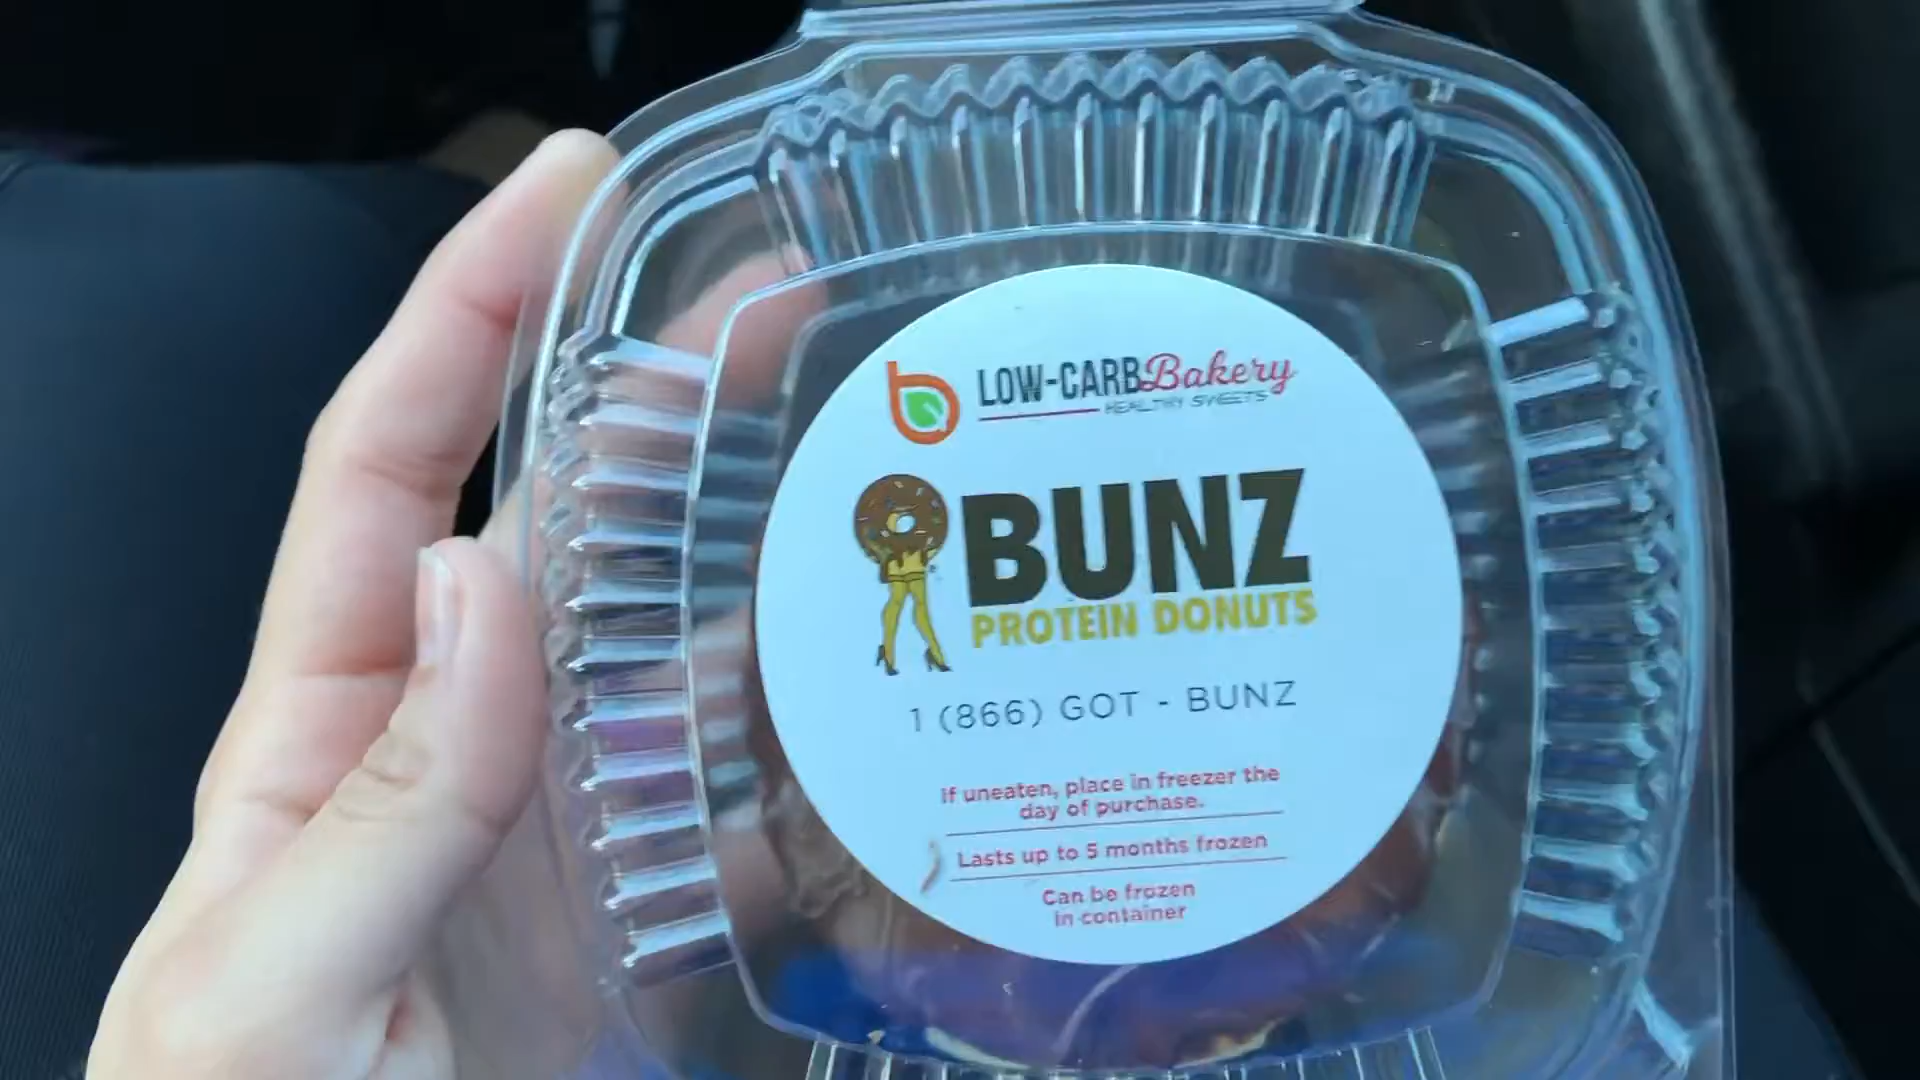 LOW-CARB Bakery
HEALTHY SWEETS
BUNZ
PROTEIN DONUTS
1 (866) GOT - BUNZ
If uneaten, place in freezer the
day of purchase.
Lasts up to 5 months frozen
Can be frozen
in container